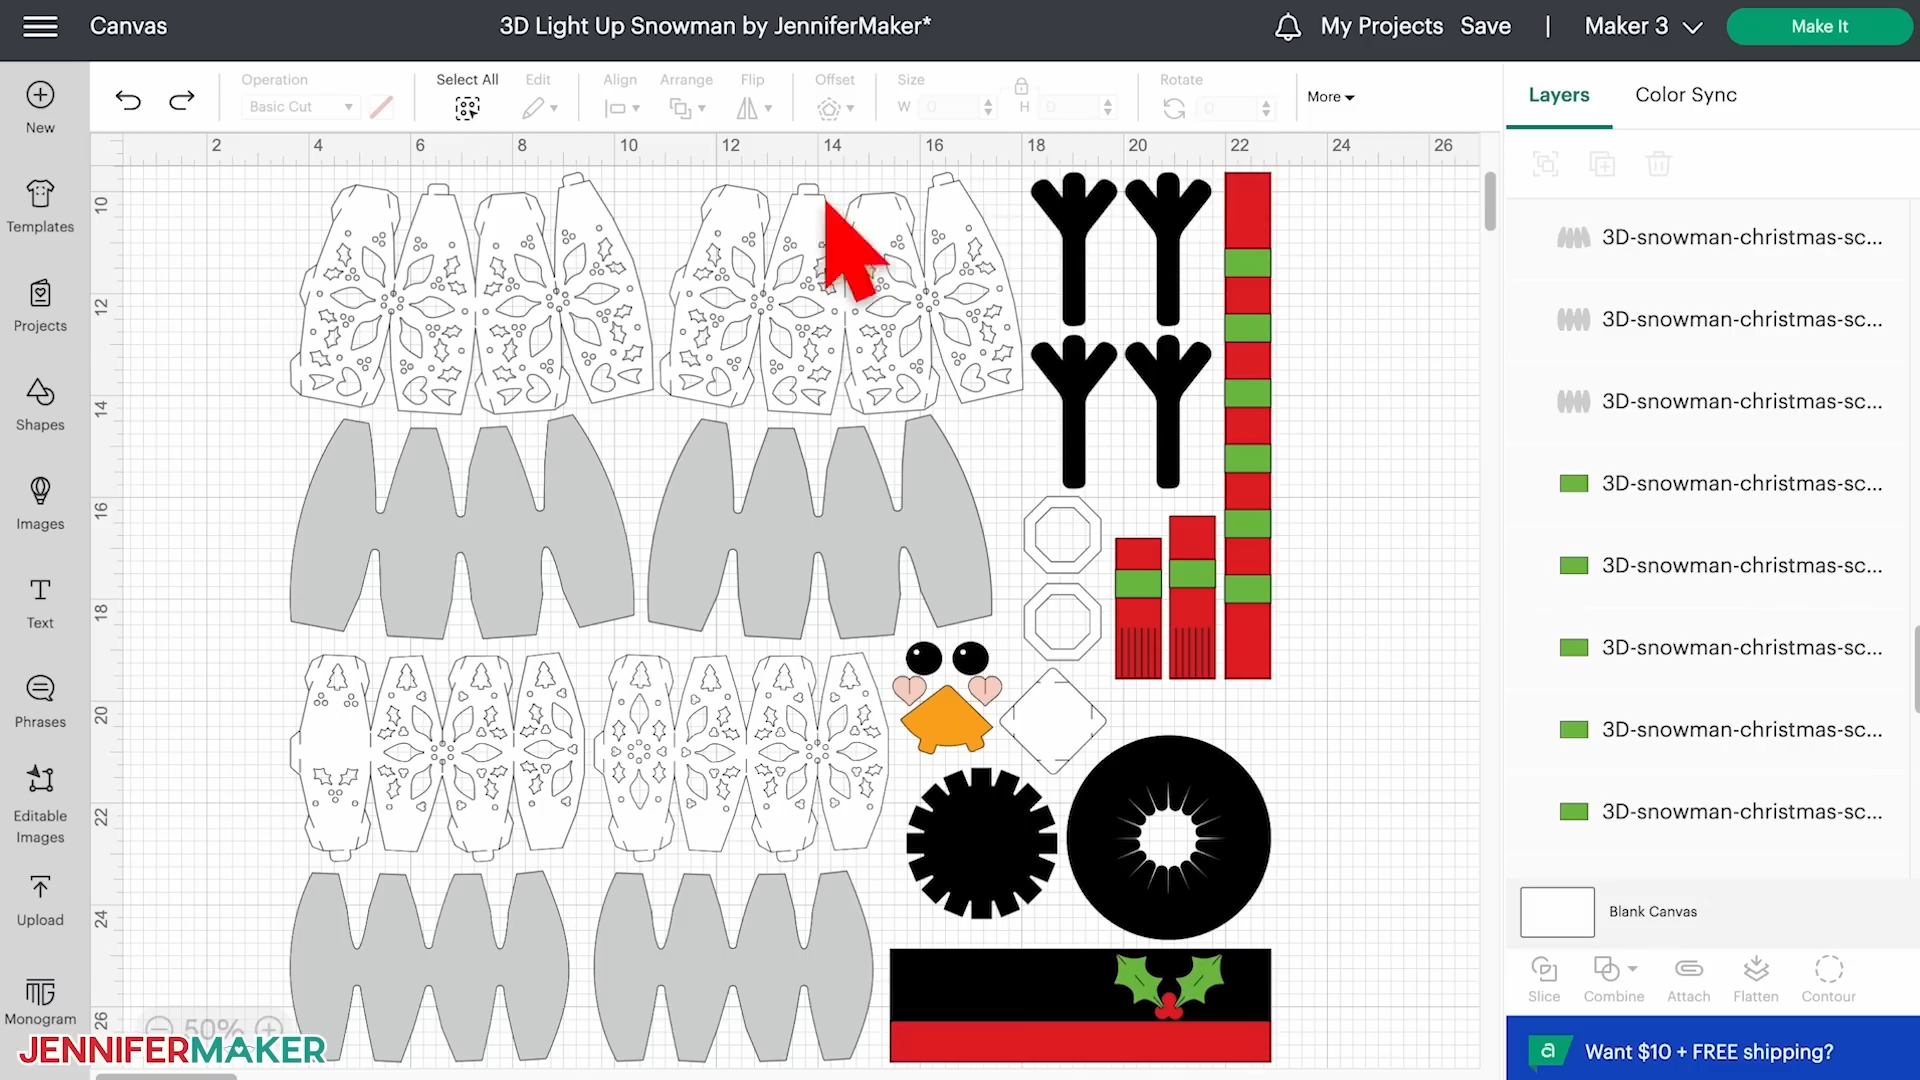 Canvas
3D Light Up Snowman by JenniferMaker*
My Projects
Save
|
Maker 3
Make It
New
Templates
Projects
Shapes
Images
Text
Phrases
Editable
Images
Upload
Monogram
Operation
Basic Cut
Select All
Edit
Align
Arrange
Flip
Offset
Size
W 0
H 0
Rotate
0
More
2 4 6 8 10 12 14 16 18 20 22 24 26
10
12
14
16
18
20
22
24
26
50%
JENNIFERMAKER
Layers
Color Sync
3D-snowman-christmas-sc...
3D-snowman-christmas-sc...
3D-snowman-christmas-sc...
3D-snowman-christmas-sc...
3D-snowman-christmas-sc...
3D-snowman-christmas-sc...
3D-snowman-christmas-sc...
3D-snowman-christmas-sc...
Blank Canvas
Slice
Combine
Attach
Flatten
Contour
a
Want $10 + FREE shipping?